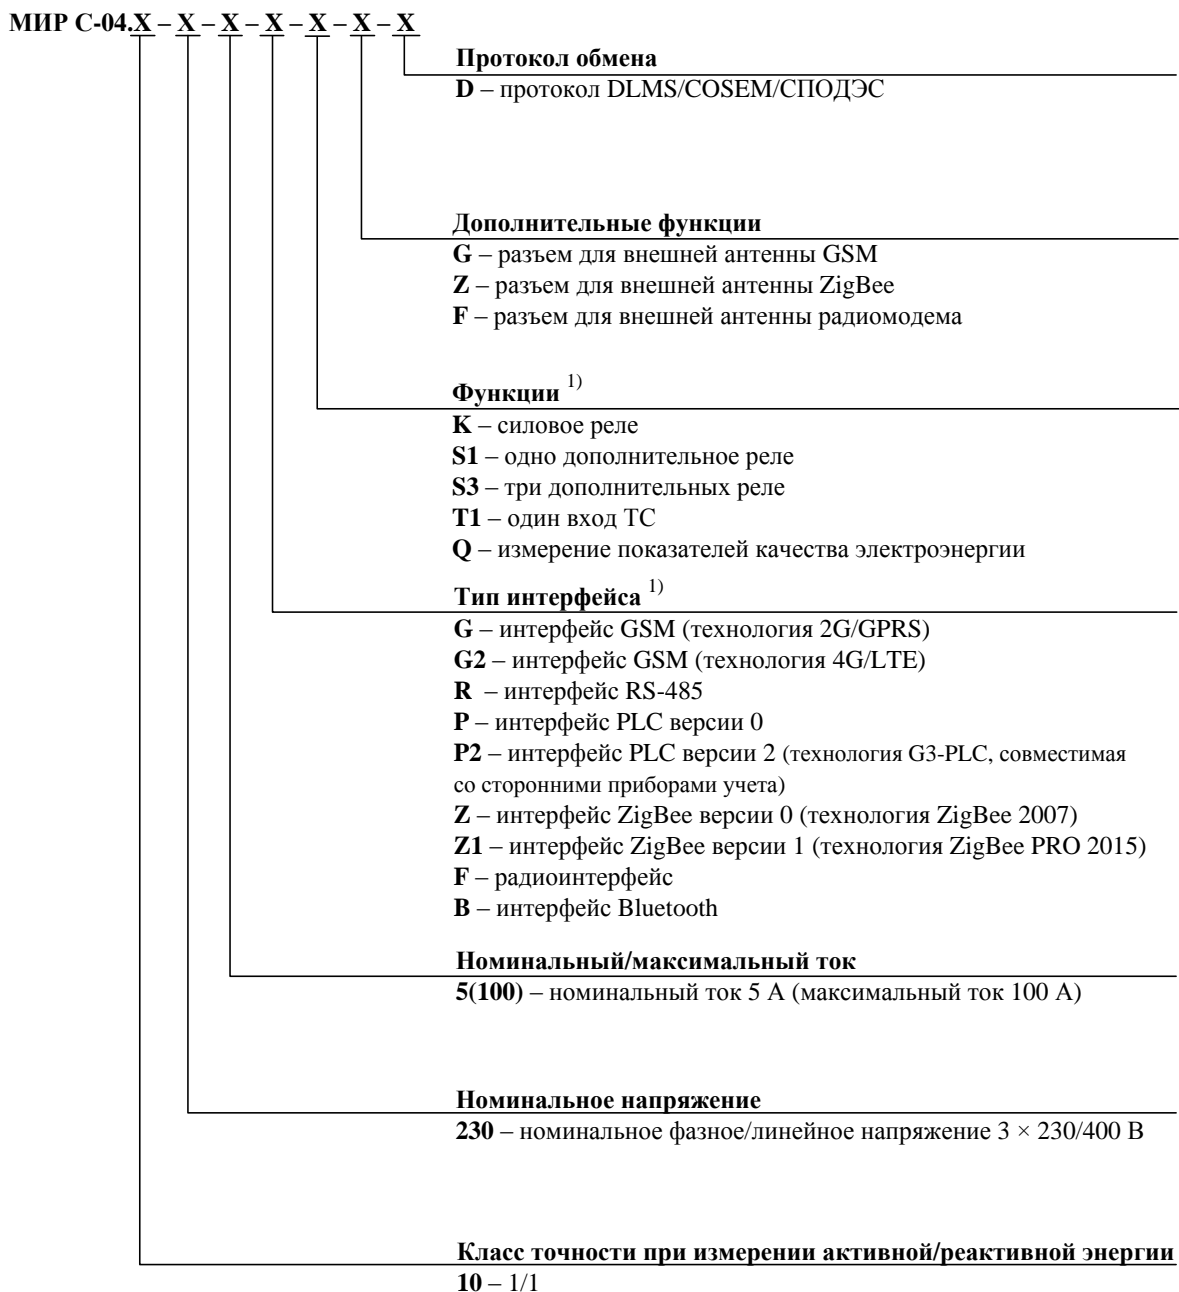 МИР С-04.X – X – X – X – X – X – X
Протокол обмена
D – протокол DLMS/COSEM/СПОДЭС
Дополнительные функции
G – разъем для внешней антенны GSM
Z – разъем для внешней антенны ZigBee
F – разъем для внешней антенны радиомодема
Функции 1)
K – силовое реле
S1 – одно дополнительное реле
S3 – три дополнительных реле
T1 – один вход ТС
Q – измерение показателей качества электроэнергии
Тип интерфейса 1)
G – интерфейс GSM (технология 2G/GPRS)
G2 – интерфейс GSM (технология 4G/LTE)
R – интерфейс RS-485
P – интерфейс PLC версии 0
P2 – интерфейс PLC версии 2 (технология G3-PLC, совместимая
со сторонними приборами учета)
Z – интерфейс ZigBee версии 0 (технология ZigBee 2007)
Z1 – интерфейс ZigBee версии 1 (технология ZigBee PRO 2015)
F – радиоинтерфейс
B – интерфейс Bluetooth
Номинальный/максимальный ток
5(100) – номинальный ток 5 А (максимальный ток 100 А)
Номинальное напряжение
230 – номинальное фазное/линейное напряжение 3 × 230/400 В
Класс точности при измерении активной/реактивной энергии
10 – 1/1